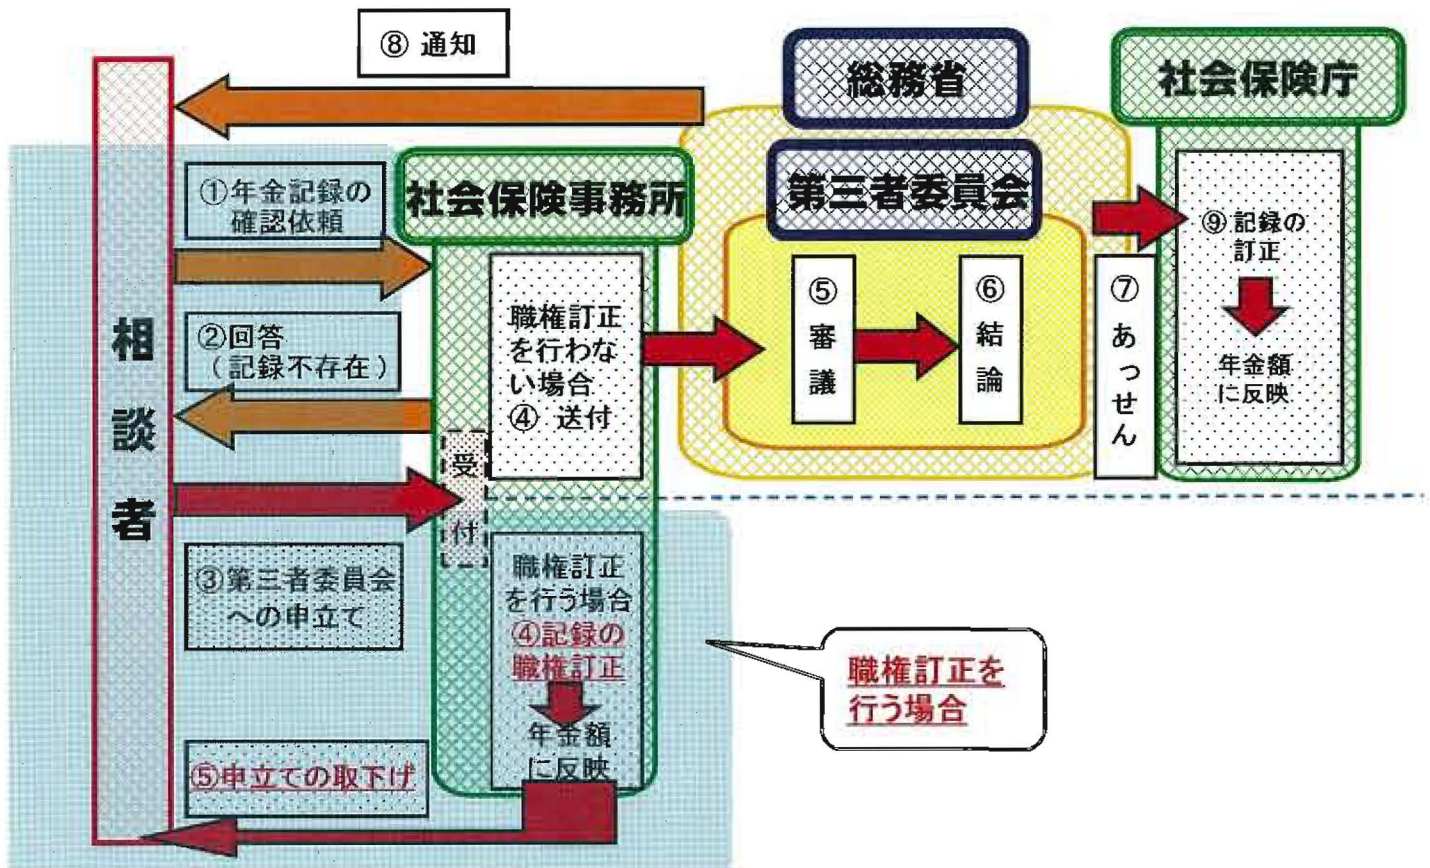 ⑧ 通知
総務省
社会保険庁
①年金記録の
確認依頼
社会保険事務所
第三者委員会
⑨記録の
訂正
年金額
に反映
相談者
②回答
(記録不存在)
職権訂正
を行わな
い場合
④ 送付
⑤審議
⑥結論
⑦あっせん
受付
③第三者委員会
への申立て
職権訂正
を行う場合
④記録の
職権訂正
年金額
に反映
職権訂正を
行う場合
⑤申立ての取下げ